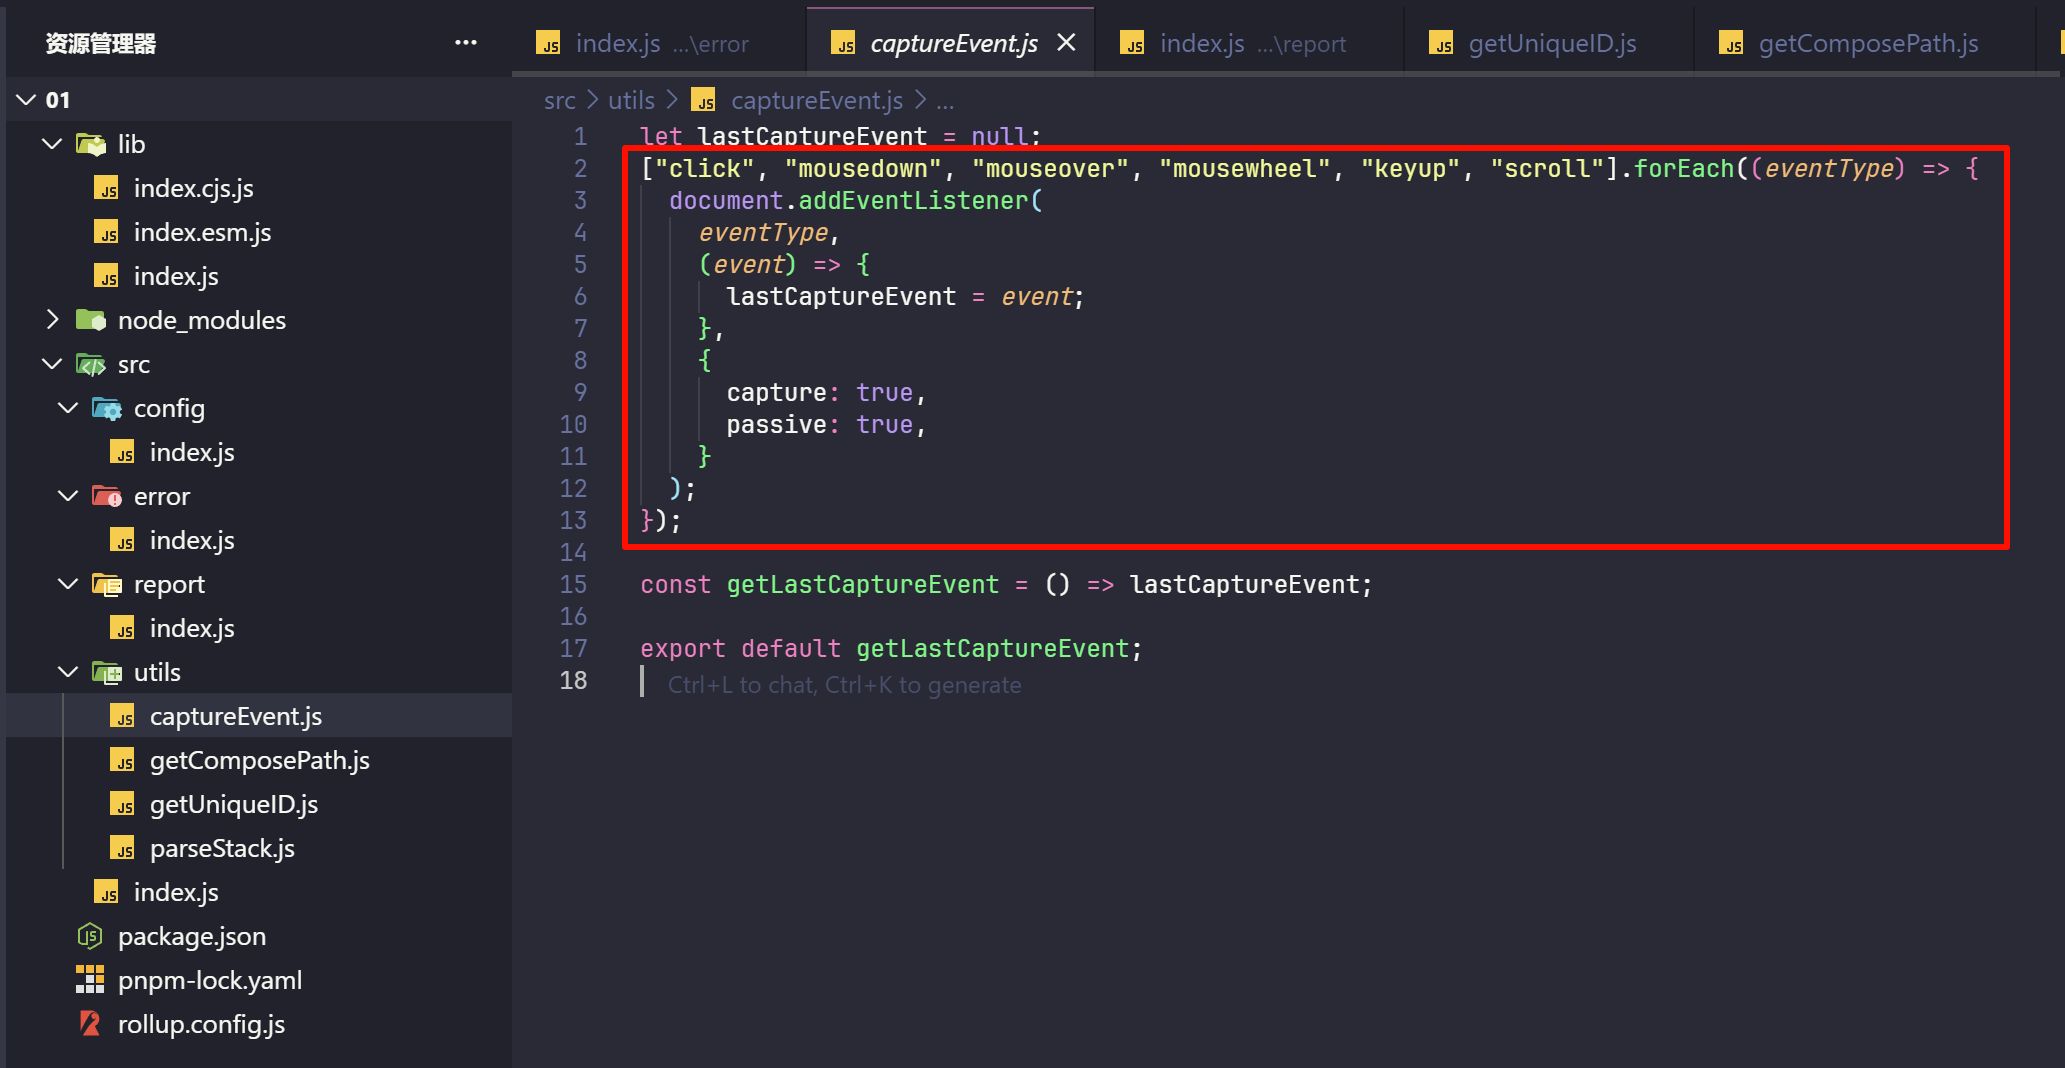 资源管理器 ···
01
lib
index.cjs.js
index.esm.js
index.js
node_modules
src
config
index.js
error
index.js
report
index.js
utils
captureEvent.js
getComposePath.js
getUniqueID.js
parseStack.js
index.js
package.json
pnpm-lock.yaml
rollup.config.js
index.js ...\error captureEvent.js index.js ...\report getUniqueID.js getComposePath.js
src > utils > captureEvent.js > ...
1 let lastCaptureEvent = null;
2 ["click", "mousedown", "mouseover", "mousewheel", "keyup", "scroll"].forEach((eventType) => {
3 document.addEventListener(
4 eventType,
5 (event) => {
6 lastCaptureEvent = event;
7 },
8 {
9 capture: true,
10 passive: true,
11 }
12 );
13 });
14
15 const getLastCaptureEvent = () => lastCaptureEvent;
16
17 export default getLastCaptureEvent;
18 Ctrl+L to chat, Ctrl+K to generate